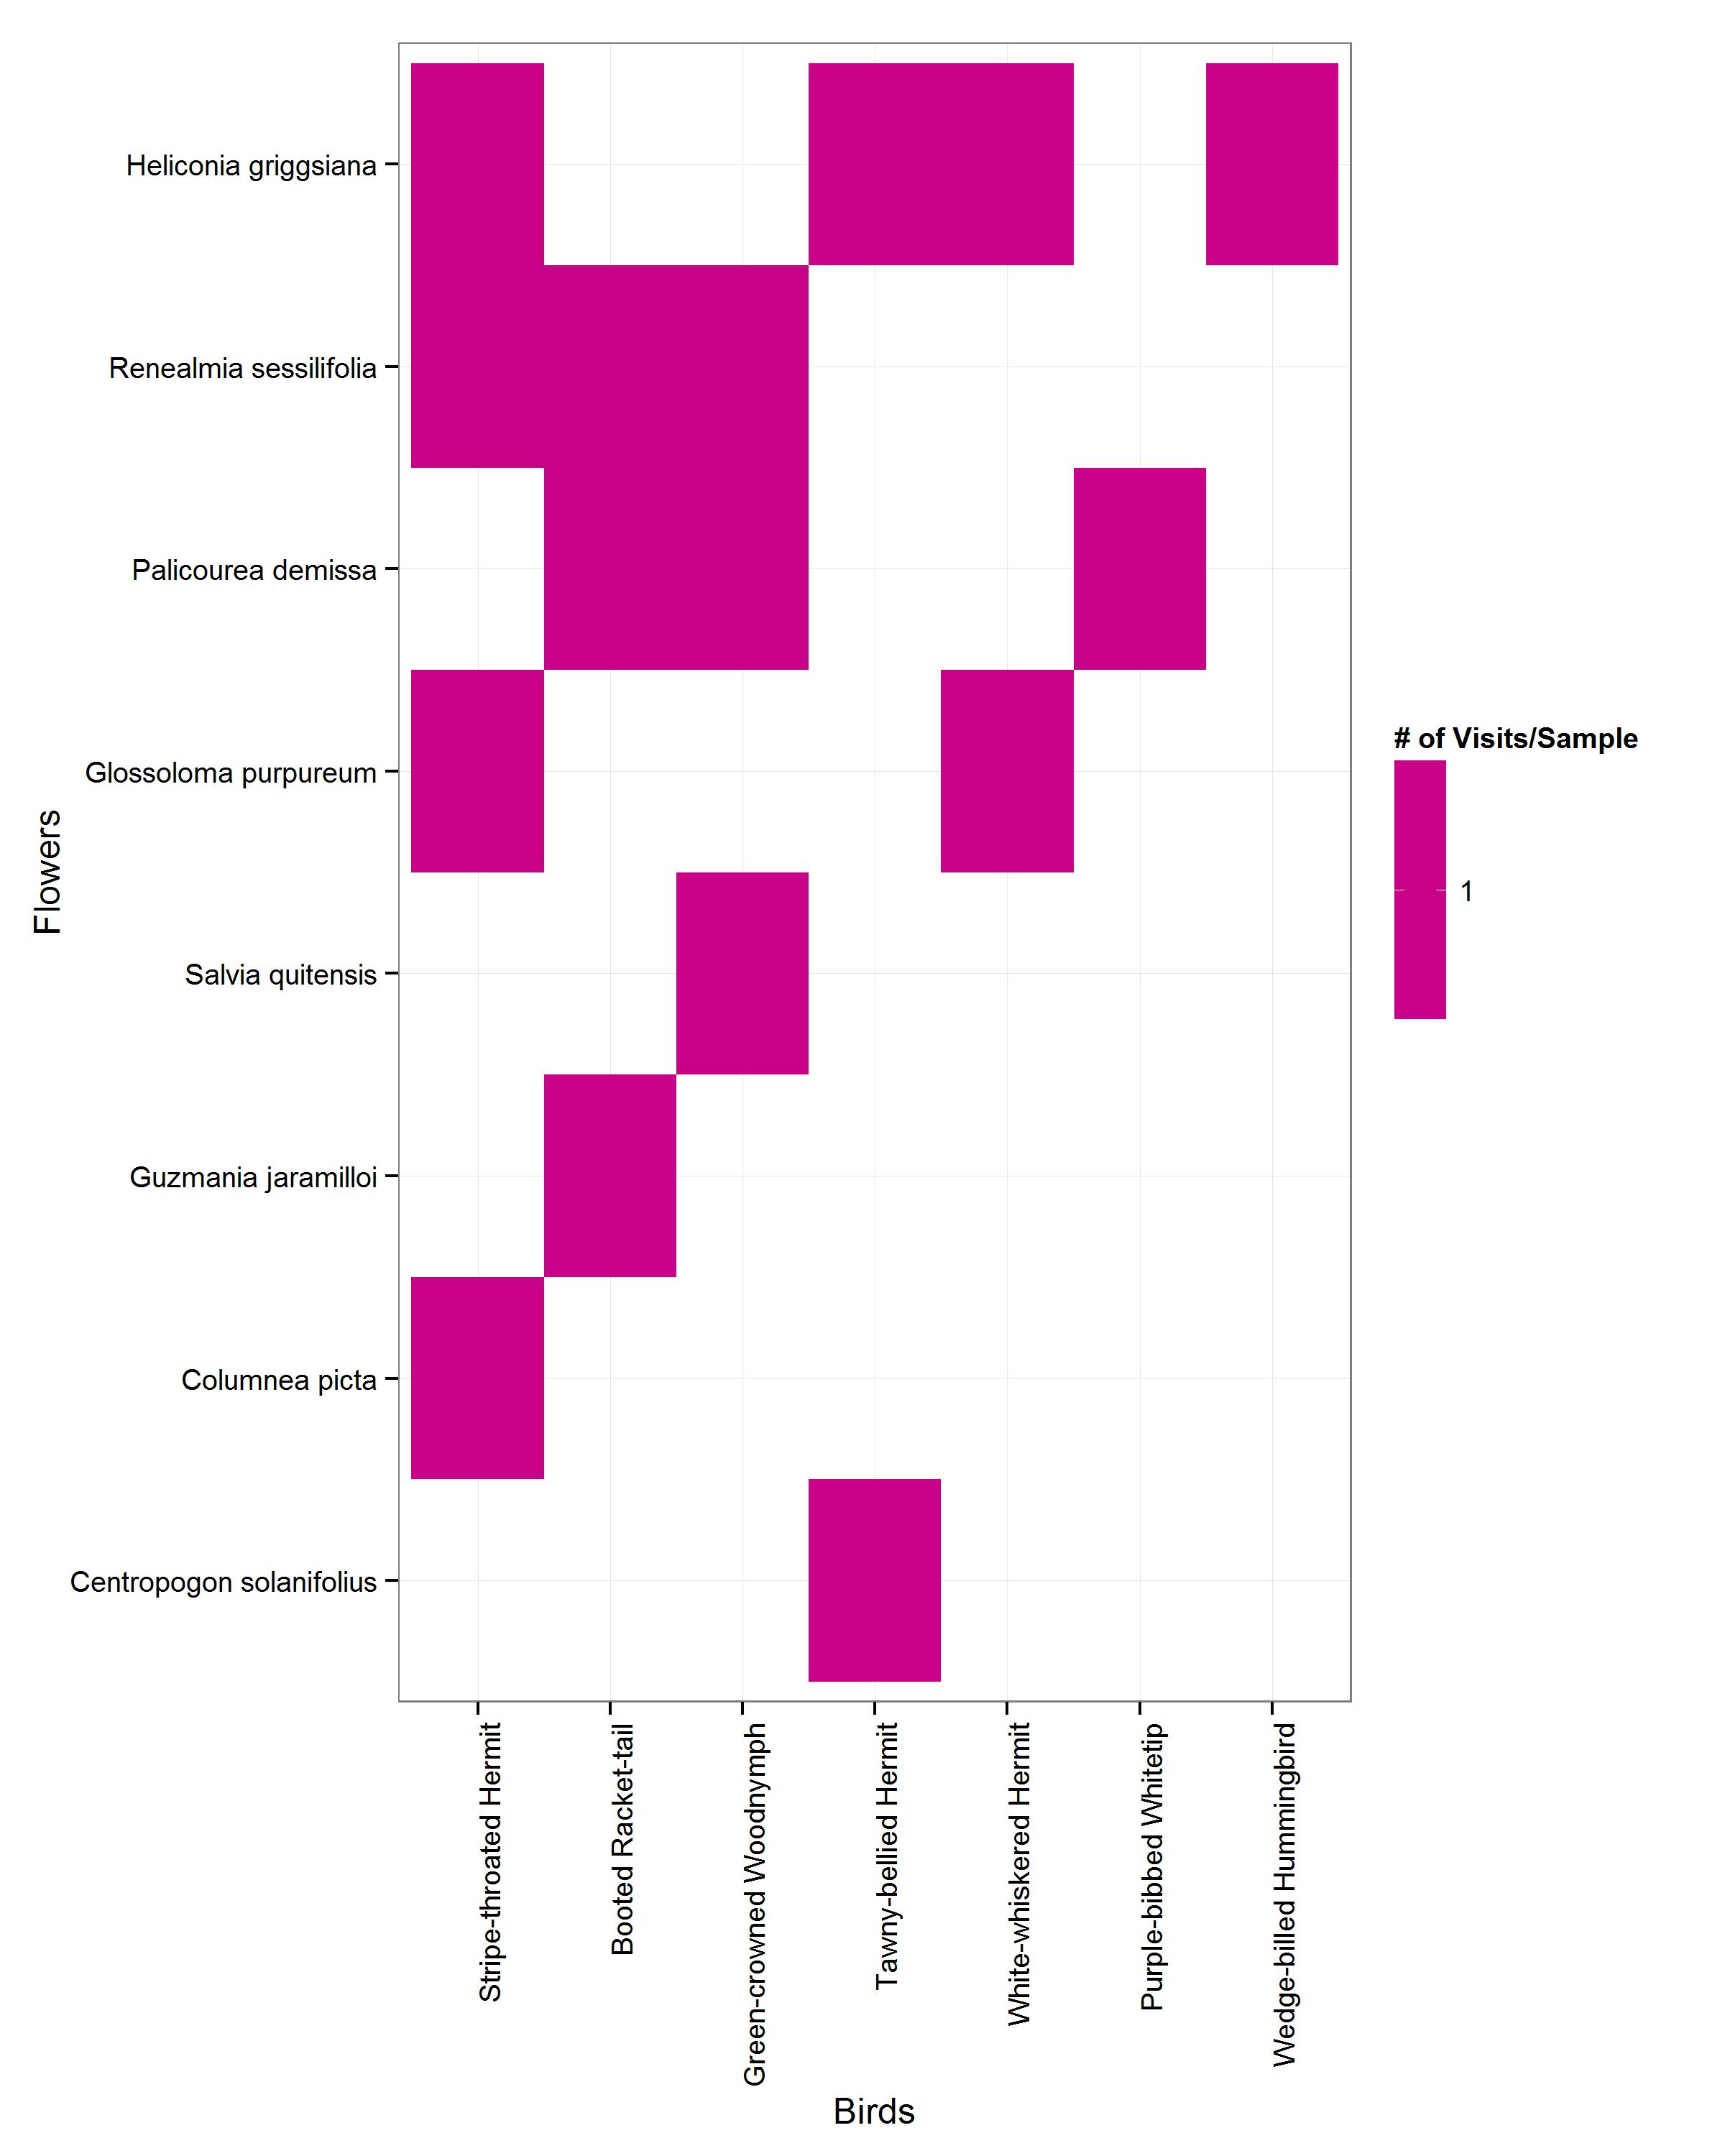 Flowers
Heliconia griggsiana
Renealmia sessilifolia
Palicourea demissa
Glossoloma purpureum
Salvia quitensis
Guzmania jaramilloi
Columnea picta
Centropogon solanifolius
Stripe-throated Hermit
Booted Racket-tail
Green-crowned Woodnymph
Tawny-bellied Hermit
White-whiskered Hermit
Purple-bibbed Whitetip
Wedge-billed Hummingbird
Birds
# of Visits/Sample
1